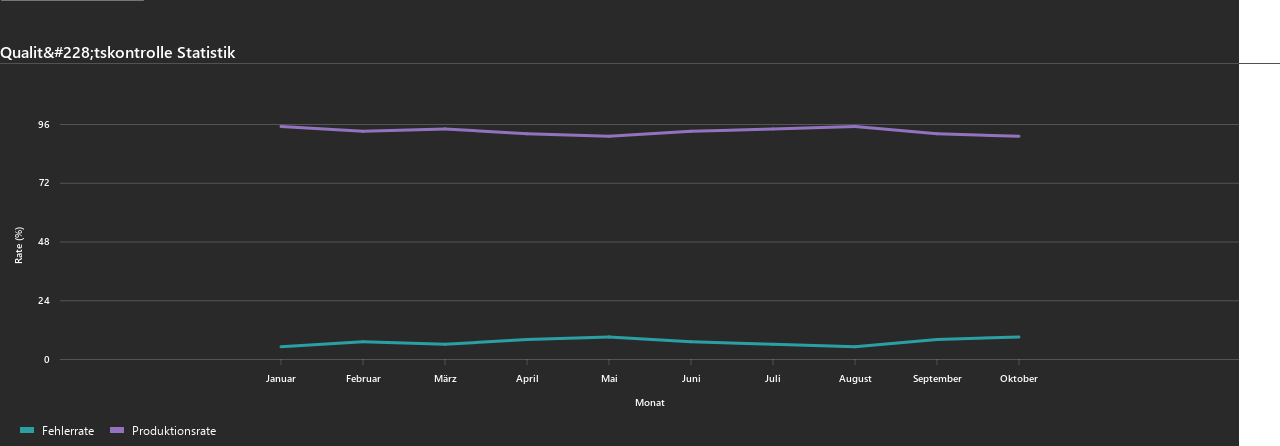 Qualit&#228;tskontrolle Statistik
96
72
48
24
0
Rate (%)
Januar Februar März April Mai Juni Juli August September Oktober
Monat
Fehlerrate Produktionsrate